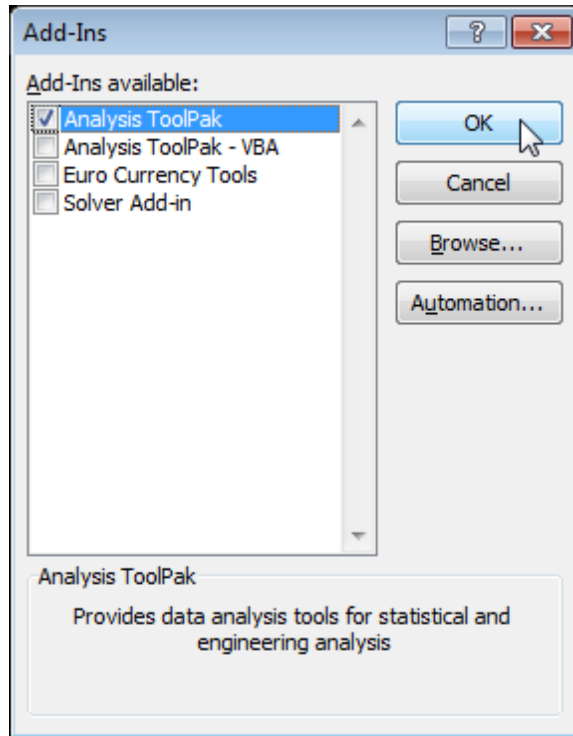 Add-Ins
Add-Ins available:
Analysis ToolPak
Analysis ToolPak - VBA
Euro Currency Tools
Solver Add-in
OK
Cancel
Browse...
Automation...
Analysis ToolPak
Provides data analysis tools for statistical and
engineering analysis